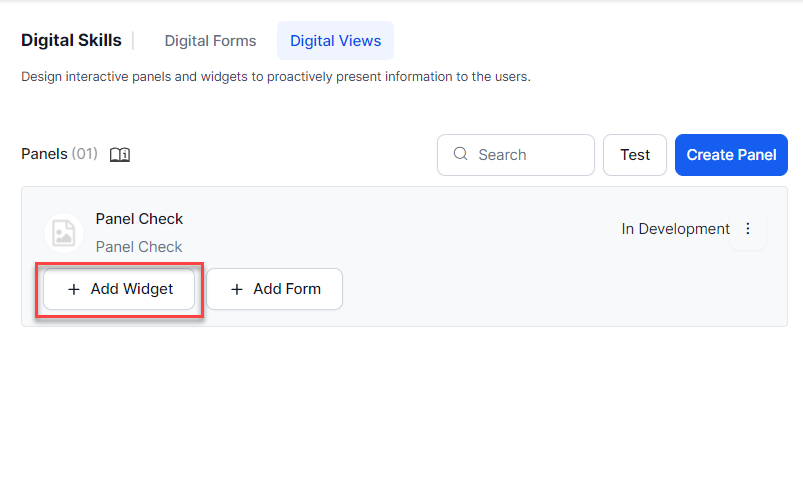 Digital Skills Digital Forms Digital Views
Design interactive panels and widgets to proactively present information to the users.
Panels (01) Search Test Create Panel
Panel Check
Panel Check
In Development
+ Add Widget + Add Form